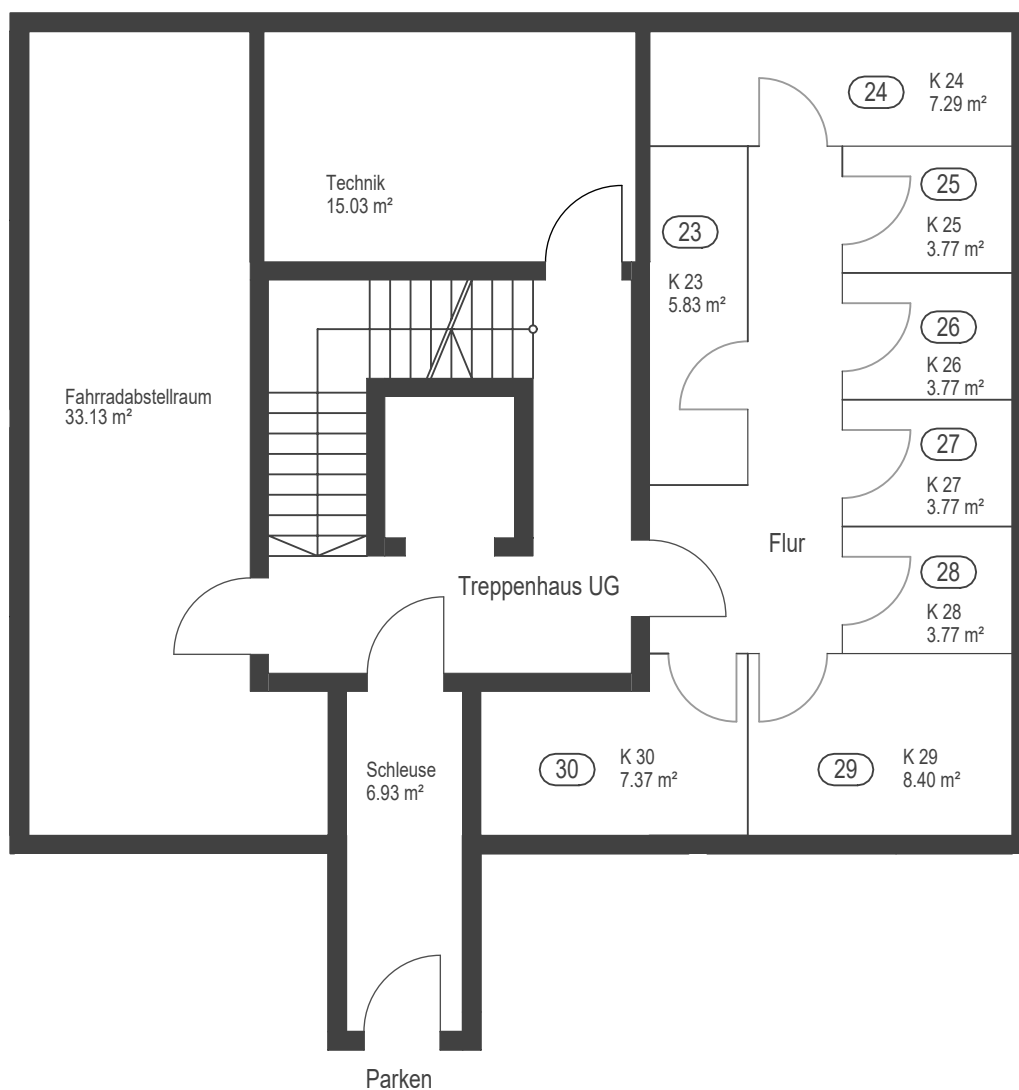 24
K 24
7.29 m²
Technik
15.03 m²
25
K 25
3.77 m²
23
K 23
5.83 m²
26
K 26
3.77 m²
Fahrradabstellraum
33.13 m²
27
K 27
3.77 m²
Flur
Treppenhaus UG
28
K 28
3.77 m²
Schleuse
6.93 m²
30
K 30
7.37 m²
29
K 29
8.40 m²
Parken